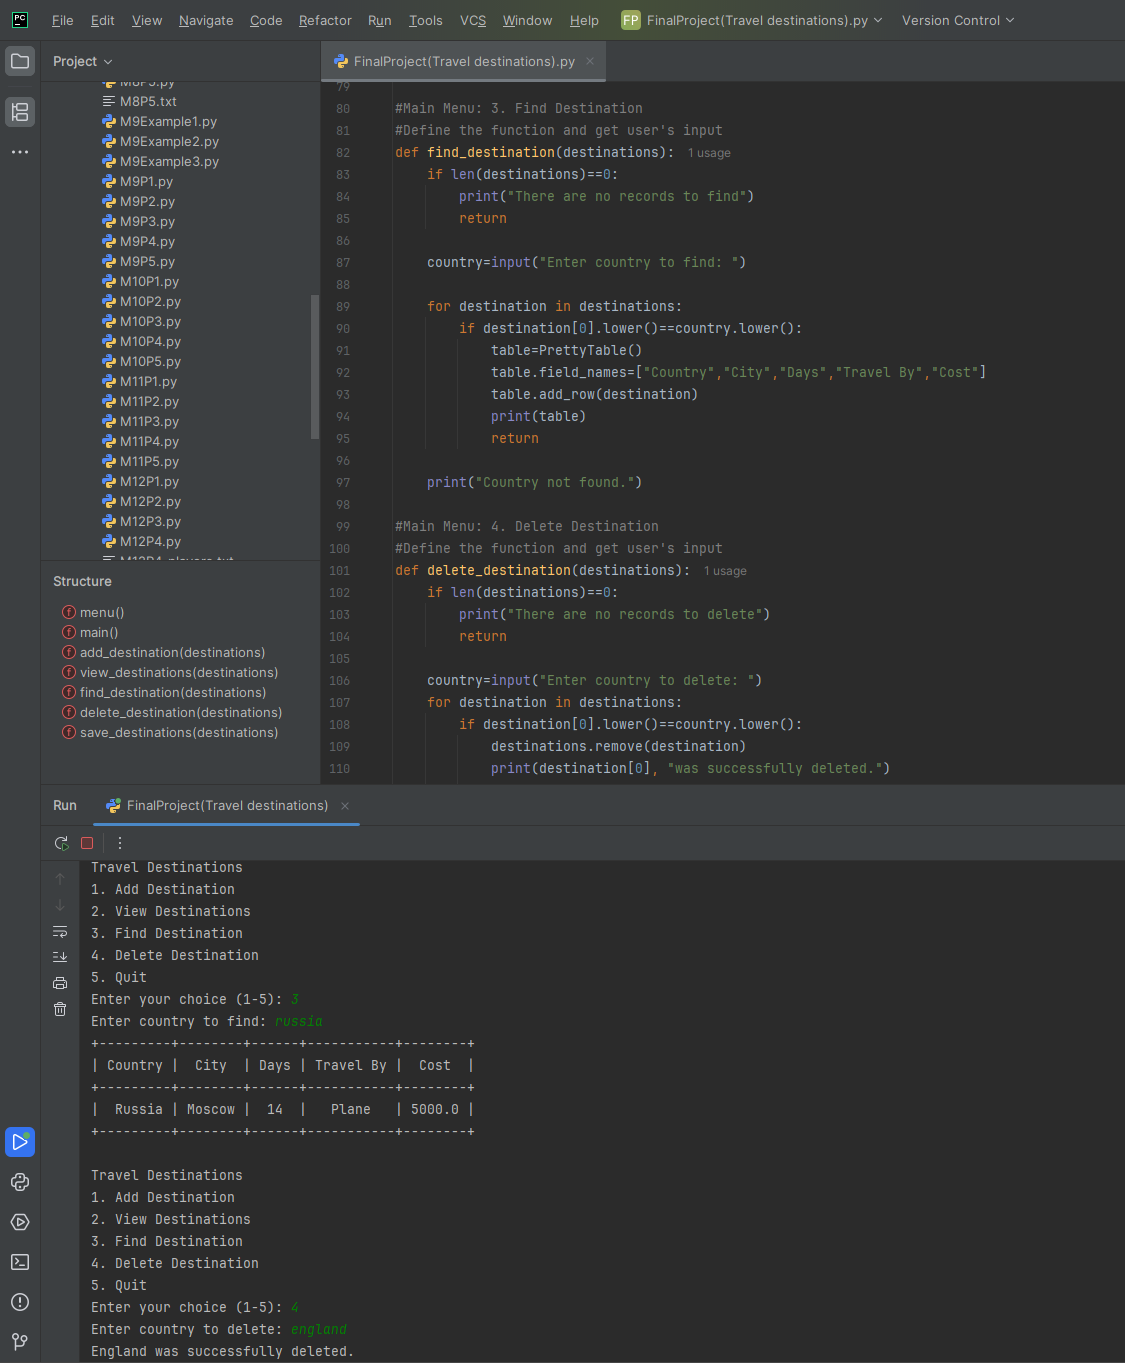 PC File Edit View Navigate Code Refactor Run Tools VCS Window Help FP FinalProject(Travel destinations).py Version Control
Project
M8P5.py
M8P5.txt
M9Example1.py
M9Example2.py
M9Example3.py
M9P1.py
M9P2.py
M9P3.py
M9P4.py
M9P5.py
M10P1.py
M10P2.py
M10P3.py
M10P4.py
M10P5.py
M11P1.py
M11P2.py
M11P3.py
M11P4.py
M11P5.py
M12P1.py
M12P2.py
M12P3.py
M12P4.py
Structure
f menu()
f main()
f add_destination(destinations)
f view_destinations(destinations)
f find_destination(destinations)
f delete_destination(destinations)
f save_destinations(destinations)
FinalProject(Travel destinations).py
79
80 #Main Menu: 3. Find Destination
81 #Define the function and get user's input
82 def find_destination(destinations): 1 usage
83 if len(destinations)==0:
84 print("There are no records to find")
85 return
86
87 country=input("Enter country to find: ")
88
89 for destination in destinations:
90 if destination[0].lower()==country.lower():
91 table=PrettyTable()
92 table.field_names=["Country","City","Days","Travel By","Cost"]
93 table.add_row(destination)
94 print(table)
95 return
96
97 print("Country not found.")
98
99 #Main Menu: 4. Delete Destination
100 #Define the function and get user's input
101 def delete_destination(destinations): 1 usage
102 if len(destinations)==0:
103 print("There are no records to delete")
104 return
105
106 country=input("Enter country to delete: ")
107 for destination in destinations:
108 if destination[0].lower()==country.lower():
109 destinations.remove(destination)
110 print(destination[0], "was successfully deleted.")
Run FinalProject(Travel destinations)
Travel Destinations
1. Add Destination
2. View Destinations
3. Find Destination
4. Delete Destination
5. Quit
Enter your choice (1-5): 3
Enter country to find: russia
+---------+--------+------+-----------+--------+
| Country |  City  | Days | Travel By |  Cost  |
+---------+--------+------+-----------+--------+
|  Russia | Moscow |  14  |   Plane   | 5000.0 |
+---------+--------+------+-----------+--------+
Travel Destinations
1. Add Destination
2. View Destinations
3. Find Destination
4. Delete Destination
5. Quit
Enter your choice (1-5): 4
Enter country to delete: england
England was successfully deleted.